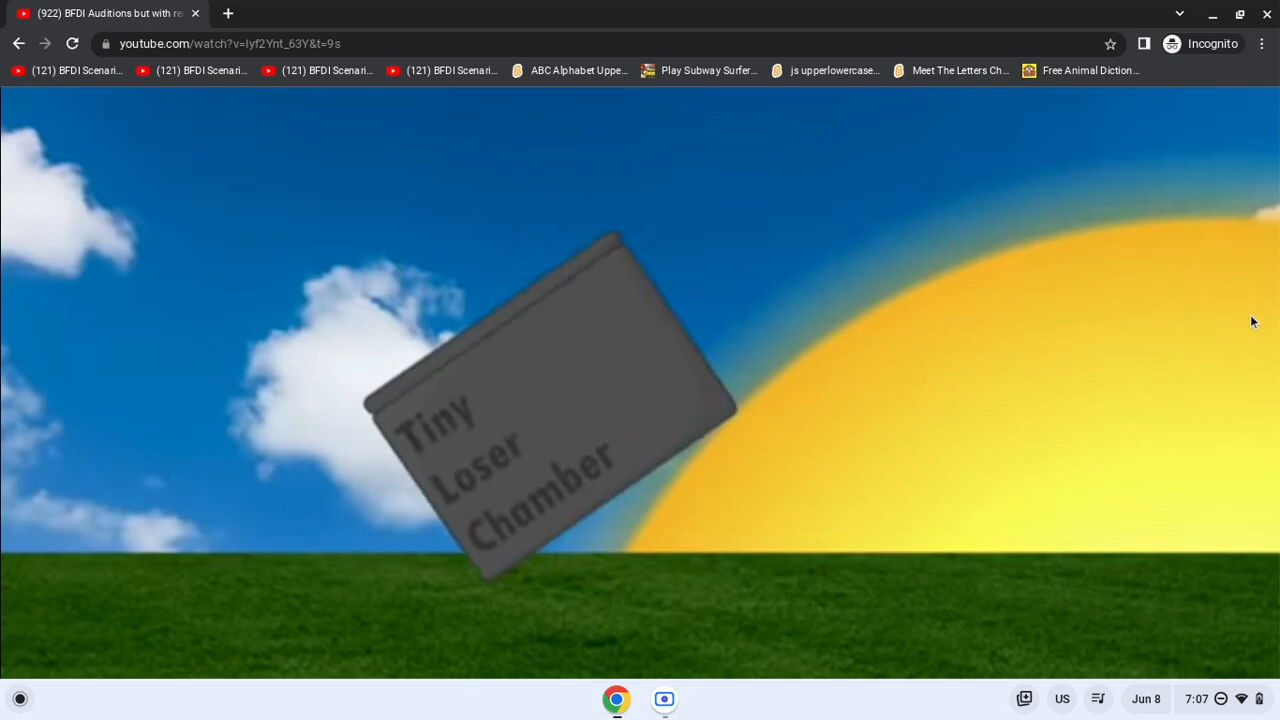 (922) BFDI Auditions but with re
youtube.com/watch?v=Iyf2Ynt_63Y&t=9s
Incognito
(121) BFDI Scenari...
(121) BFDI Scenari...
(121) BFDI Scenari...
(121) BFDI Scenari...
ABC Alphabet Uppe...
Play Subway Surfer...
js upperlowercase...
Meet The Letters Ch...
Free Animal Diction...
Tiny
Loser
Chamber
US
Jun 8
7:07